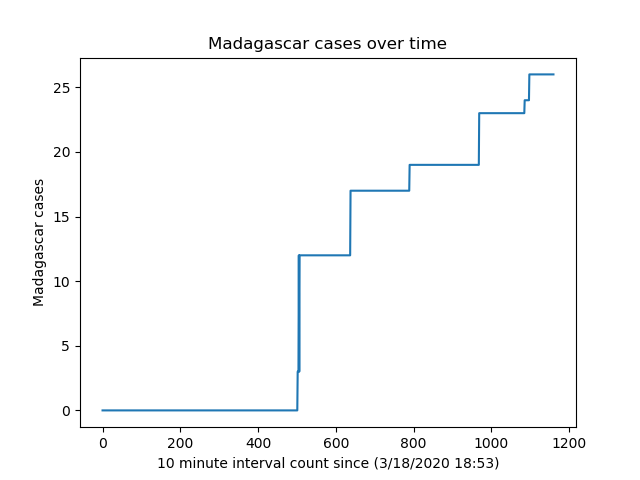 Madagascar cases over time
25
20
15
10
5
0
Madagascar cases
0 200 400 600 800 1000 1200
10 minute interval count since (3/18/2020 18:53)